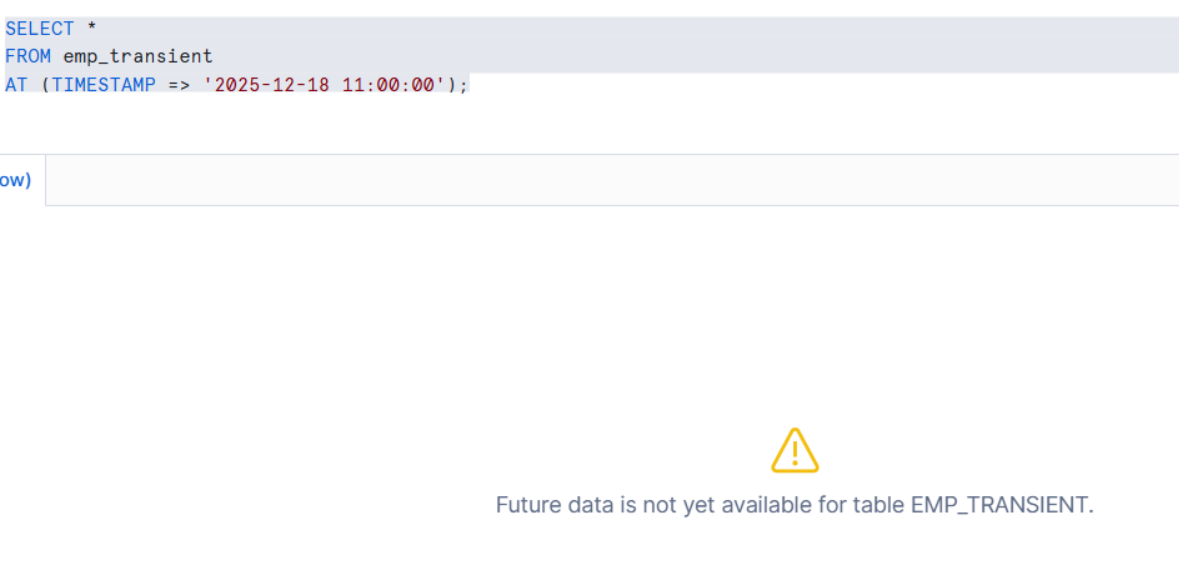 SELECT *
FROM emp_transient
AT (TIMESTAMP => '2025-12-18 11:00:00');
ow)
Future data is not yet available for table EMP_TRANSIENT.